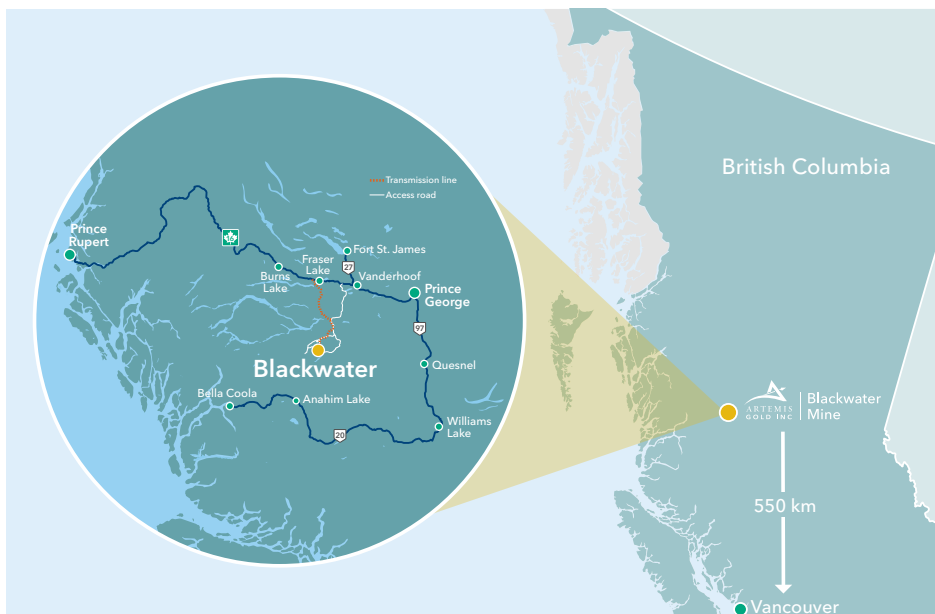 British Columbia
Transmission line
Access road
Prince
Rupert
Fort St. James
27
Fraser
Lake
Burns
Lake
Vanderhoof
Prince
George
97
Blackwater
Quesnel
Bella Coola
Anahim Lake
20
Williams
Lake
ARTEMIS
GOLD INC
Blackwater
Mine
550 km
Vancouver